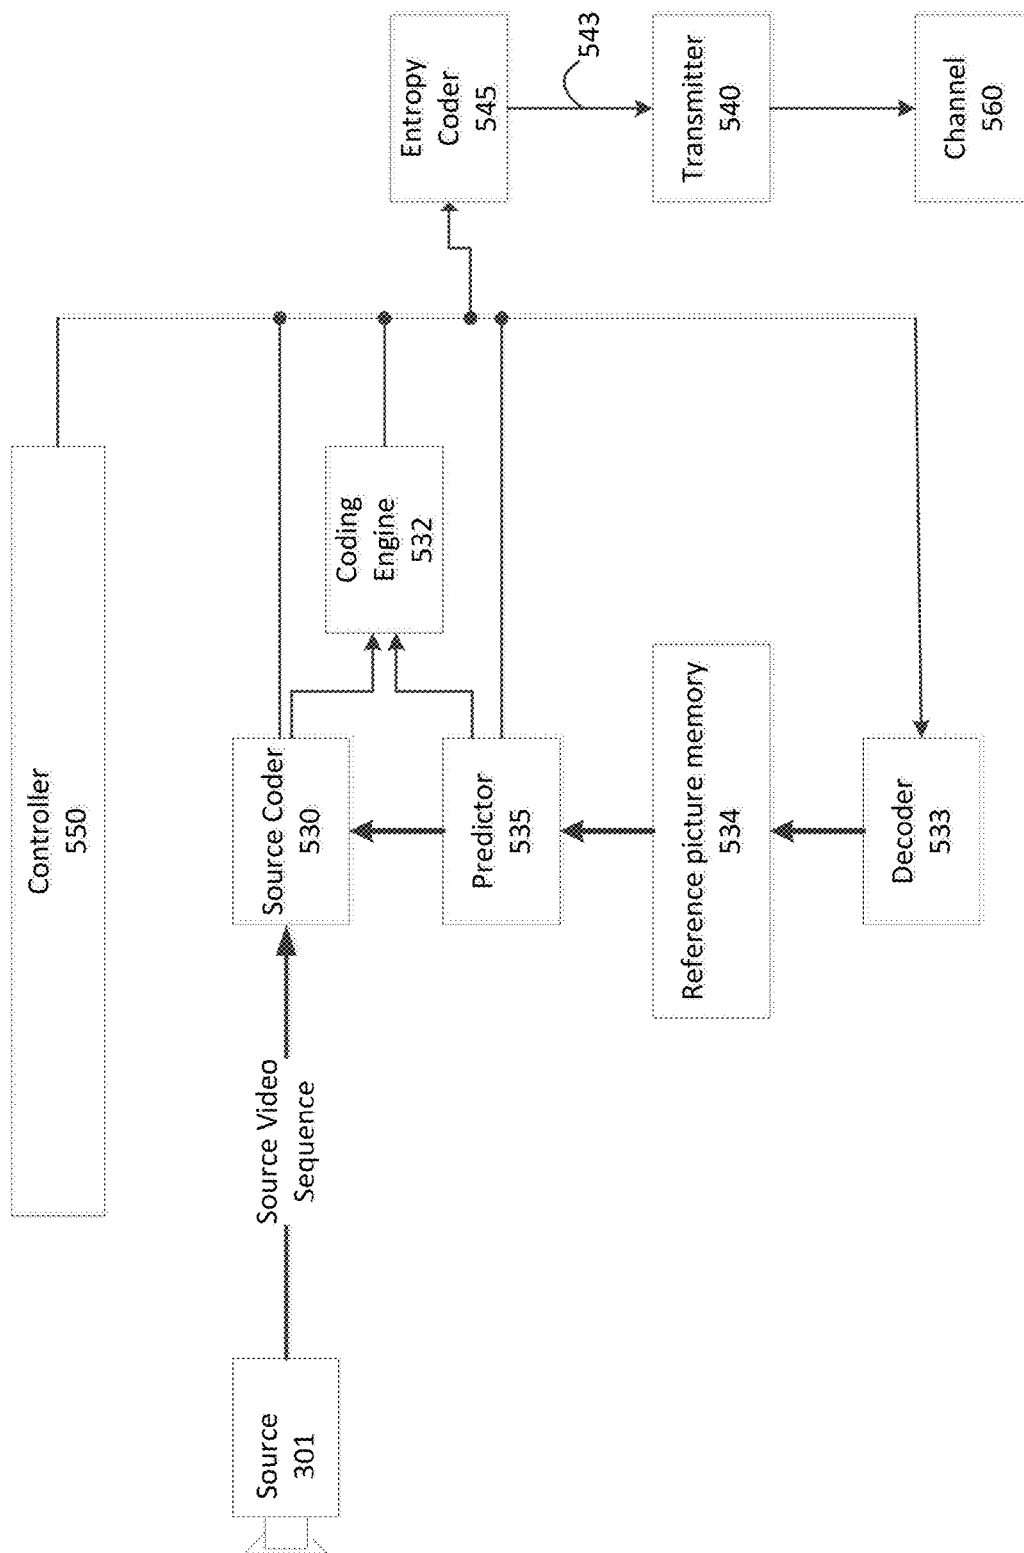 Controller
550
Source
301
Source Video
Sequence
Source Coder
530
Coding
Engine
532
Predictor
535
Reference picture memory
534
Decoder
533
Entropy
Coder
545
543
Transmitter
540
Channel
560